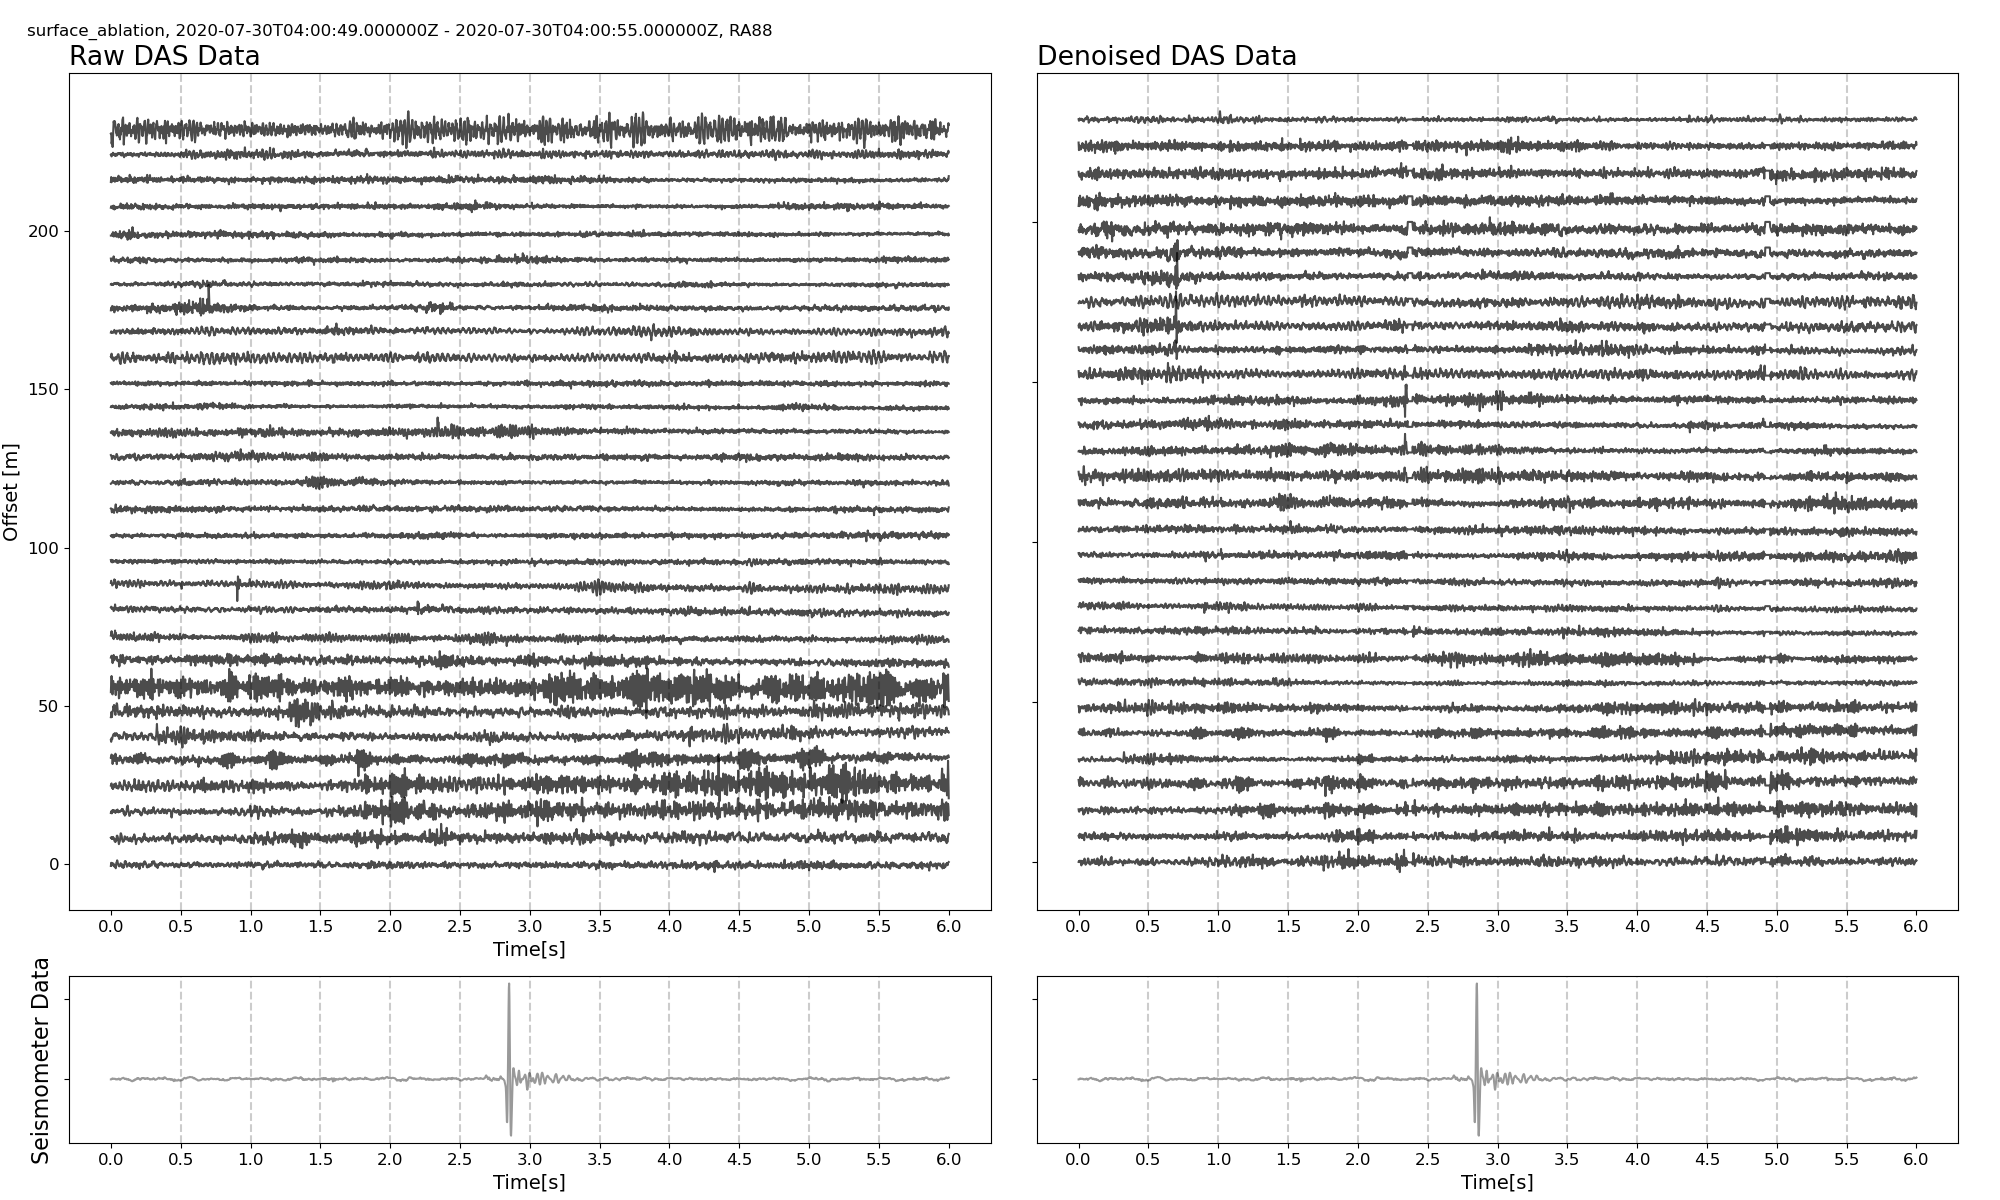 surface_ablation, 2020-07-30T04:00:49.000000Z - 2020-07-30T04:00:55.000000Z, RA88
Raw DAS Data
Denoised DAS Data
Offset [m]
200
150
100
50
0
0.0 0.5 1.0 1.5 2.0 2.5 3.0 3.5 4.0 4.5 5.0 5.5 6.0
Time[s]
0.0 0.5 1.0 1.5 2.0 2.5 3.0 3.5 4.0 4.5 5.0 5.5 6.0
Seismometer Data
0.0 0.5 1.0 1.5 2.0 2.5 3.0 3.5 4.0 4.5 5.0 5.5 6.0
Time[s]
0.0 0.5 1.0 1.5 2.0 2.5 3.0 3.5 4.0 4.5 5.0 5.5 6.0
Time[s]